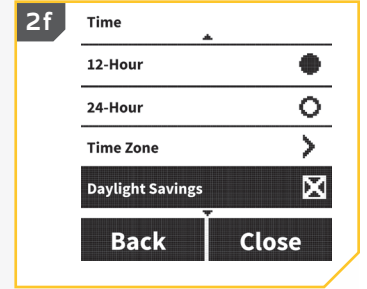 2f
Time
12-Hour
24-Hour
Time Zone
Daylight Savings
Back Close